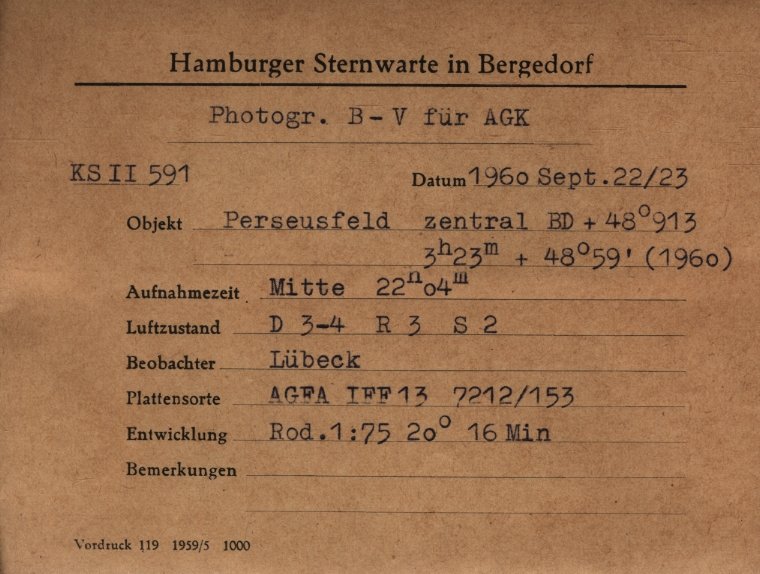 Hamburger Sternwarte in Bergedorf
Photogr. B-V für AGK
KS II 591 Datum 1960 Sept.22/23
Objekt Perseusfeld zentral BD + 48°913
3h23m + 48°59' (1960)
Aufnahmezeit Mitte 22h04m
Luftzustand D 3-4 R 3 S 2
Beobachter Lübeck
Plattensorte AGFA IFF13 7212/153
Entwicklung Rod.1:75 20° 16 Min
Bemerkungen
Vordruck 119 1959/5 1000